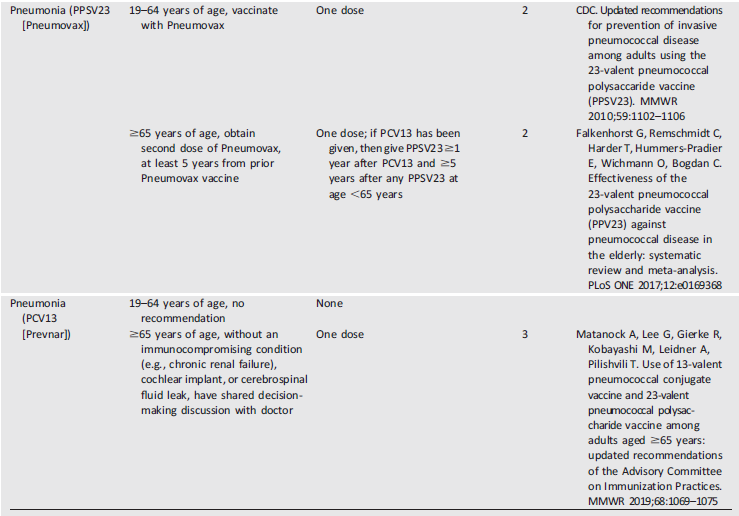 Pneumonia (PPSV23
[Pneumovax])
19–64 years of age, vaccinate
with Pneumovax
One dose
2
CDC. Updated recommendations
for prevention of invasive
pneumococcal disease
among adults using the
23-valent pneumococcal
polysaccaride vaccine
(PPSV23). MMWR
2010;59:1102–1106
≥65 years of age, obtain
second dose of Pneumovax,
at least 5 years from prior
Pneumovax vaccine
One dose; if PCV13 has been
given, then give PPSV23 ≥1
year after PCV13 and ≥5
years after any PPSV23 at
age <65 years
2
Falkenhorst G, Remschmidt C,
Harder T, Hummers-Pradier
E, Wichmann O, Bogdan C.
Effectiveness of the
23-valent pneumococcal
polysaccharide vaccine
(PPV23) against
pneumococcal disease in
the elderly: systematic
review and meta-analysis.
PLoS ONE 2017;12:e0169368
Pneumonia
(PCV13
[Prevnar])
19–64 years of age, no
recommendation
None
≥65 years of age, without an
immunocompromising condition
(e.g., chronic renal failure),
cochlear implant, or cerebrospinal
fluid leak, have shared decision-
making discussion with doctor
One dose
3
Matanock A, Lee G, Gierke R,
Kobayashi M, Leidner A,
Pilishvili T. Use of 13-valent
pneumococcal conjugate
vaccine and 23-valent
pneumococcal polysac-
charide vaccine among
adults aged ≥65 years:
updated recommendations
of the Advisory Committee
on Immunization Practices.
MMWR 2019;68:1069–1075